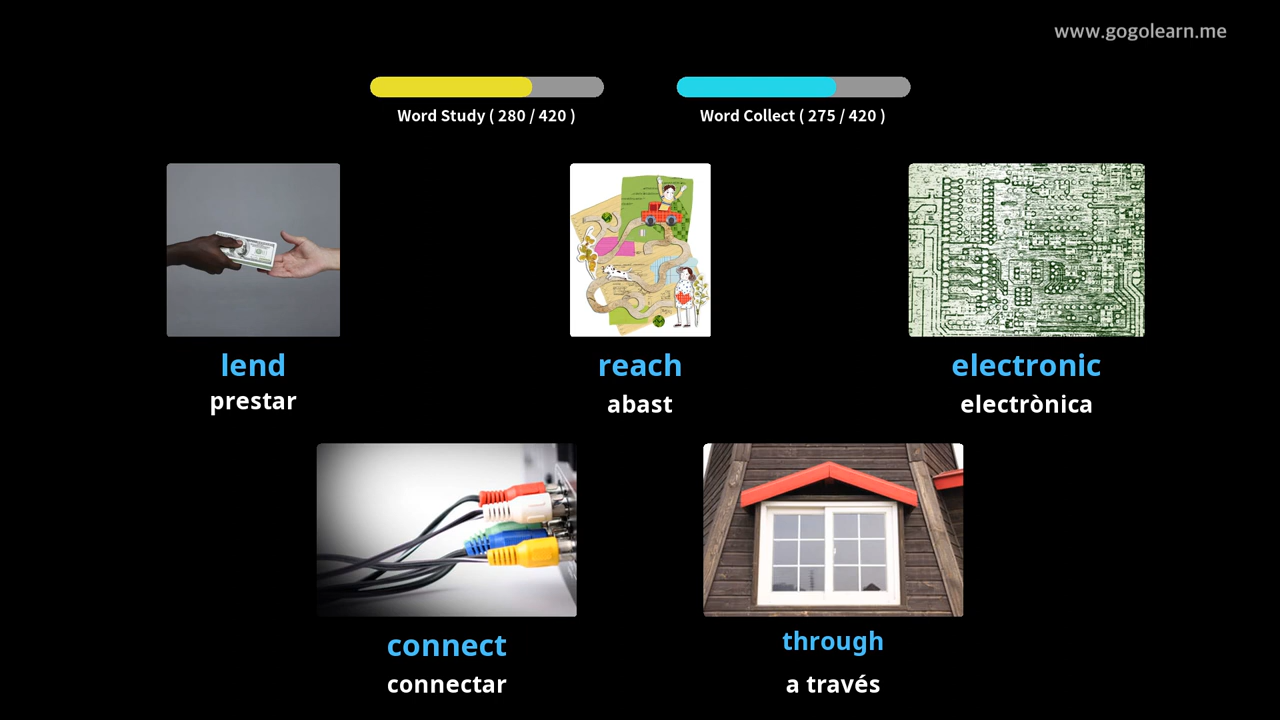 www.gogolearn.me
Word Study ( 280 / 420 )
Word Collect ( 275 / 420 )
lend
prestar
reach
abast
electronic
electrònica
connect
connectar
through
a través